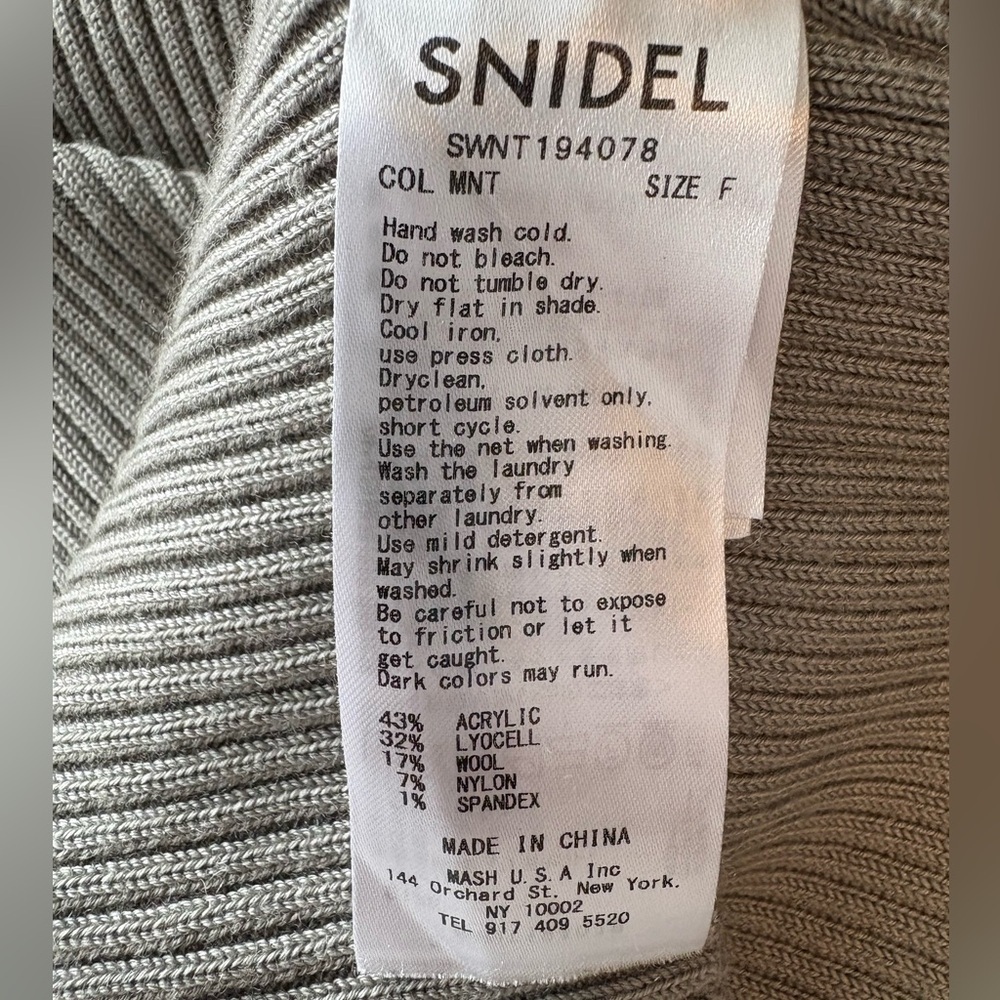 SNIDEL
SWNT194078
COL MNT SIZE F
Hand wash cold.
Do not bleach.
Do not tumble dry.
Dry flat in shade.
Cool iron,
use press cloth.
Dryclean,
petroleum solvent only,
short cycle.
Use the net when washing.
Wash the laundry
separately from
other laundry.
Use mild detergent.
May shrink slightly when
washed.
Be careful not to expose
to friction or let it
get caught.
Dark colors may run.
43% ACRYLIC
32% LYOCELL
17% WOOL
7% NYLON
1% SPANDEX
MADE IN CHINA
MASH U.S.A Inc
144 Orchard St. New York.
NY 10002
TEL 917 409 5520